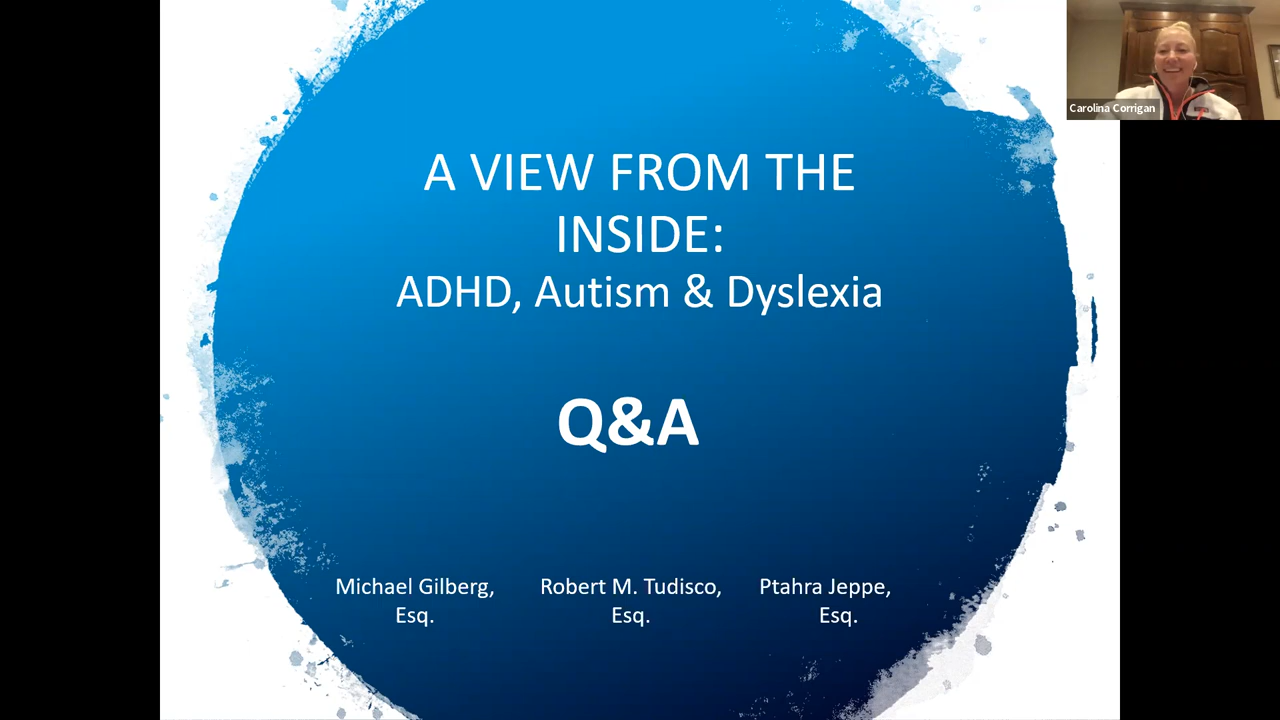 A VIEW FROM THE
INSIDE:
ADHD, Autism & Dyslexia
Q&A
Michael Gilberg,
Esq.
Robert M. Tudisco,
Esq.
Ptahra Jeppe,
Esq.
Carolina Corrigan